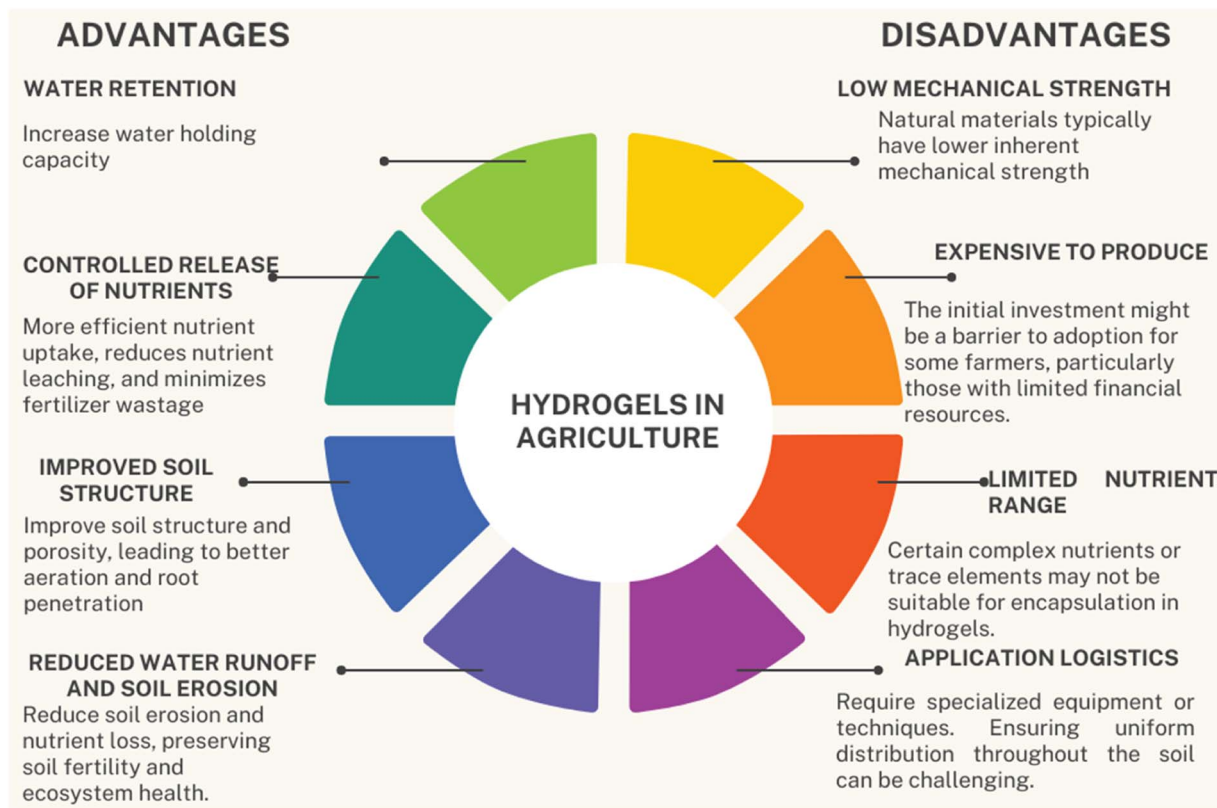 ADVANTAGES
WATER RETENTION
Increase water holding
capacity
CONTROLLED RELEASE
OF NUTRIENTS
More efficient nutrient
uptake, reduces nutrient
leaching, and minimizes
fertilizer wastage
IMPROVED SOIL
STRUCTURE
Improve soil structure and
porosity, leading to better
aeration and root
penetration
REDUCED WATER RUNOFF
AND SOIL EROSION
Reduce soil erosion and
nutrient loss, preserving
soil fertility and
ecosystem health.
HYDROGELS IN
AGRICULTURE
DISADVANTAGES
LOW MECHANICAL STRENGTH
Natural materials typically
have lower inherent
mechanical strength
EXPENSIVE TO PRODUCE
The initial investment might
be a barrier to adoption for
some farmers, particularly
those with limited financial
resources.
LIMITED NUTRIENT
RANGE
Certain complex nutrients or
trace elements may not be
suitable for encapsulation in
hydrogels.
APPLICATION LOGISTICS
Require specialized equipment or
techniques. Ensuring uniform
distribution throughout the soil
can be challenging.